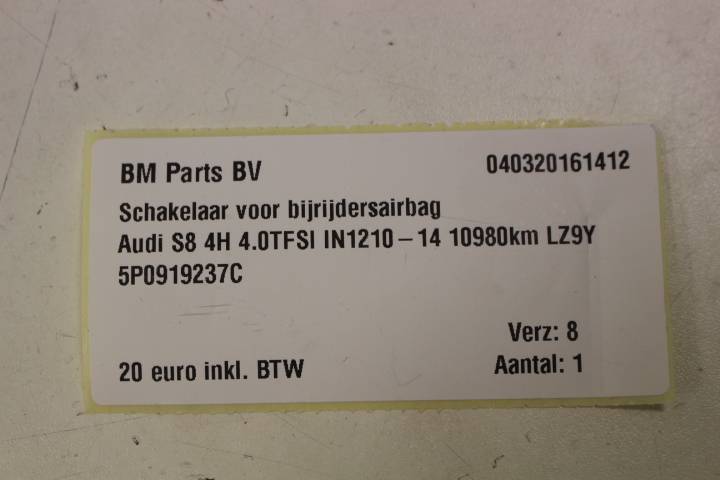 BM Parts BV 040320161412
Schakelaar voor bijrijdersairbag
Audi S8 4H 4.0TFSI IN1210-14 10980km LZ9Y
5P0919237C
Verz: 8
20 euro inkl. BTW Aantal: 1